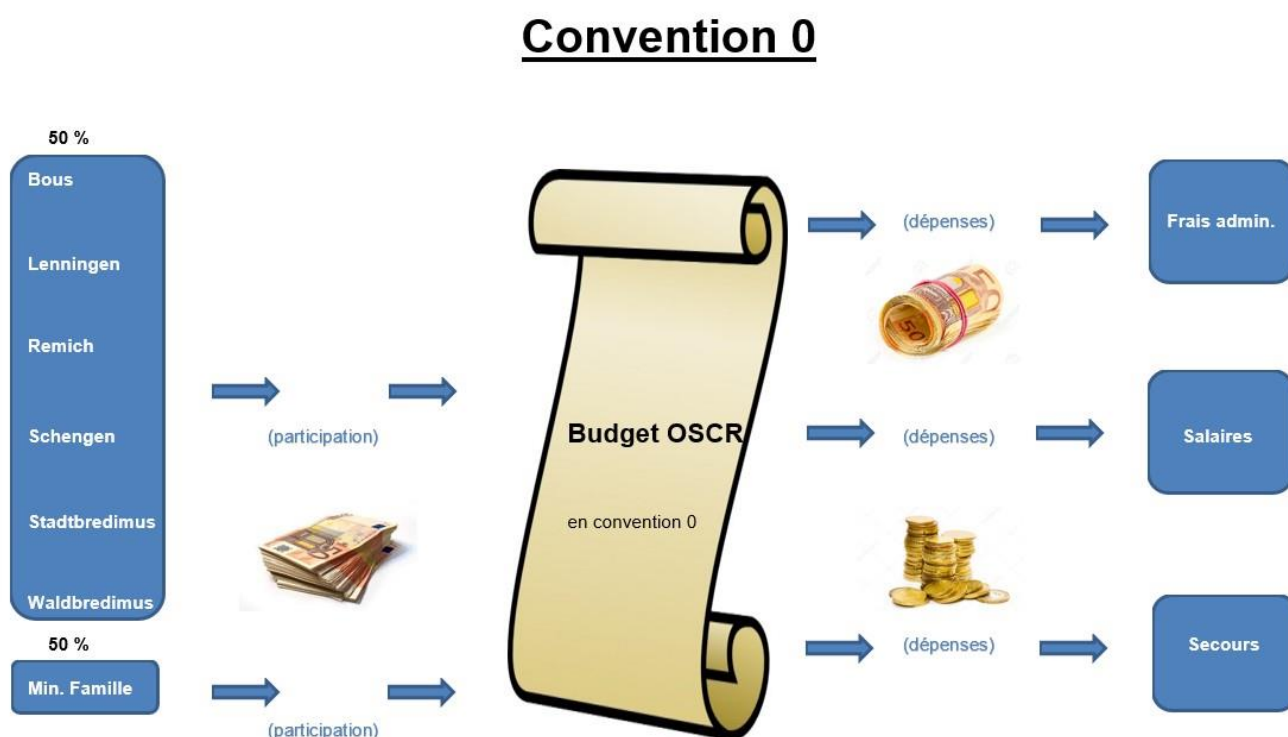 Convention 0
50 %
Bous
Lenningen
Remich
Schengen
Stadtbredimus
Waldbredimus
50 %
Min. Famille
(participation)
(participation)
Budget OSCR
en convention 0
(dépenses)
(dépenses)
(dépenses)
Frais admin.
Salaires
Secours
50